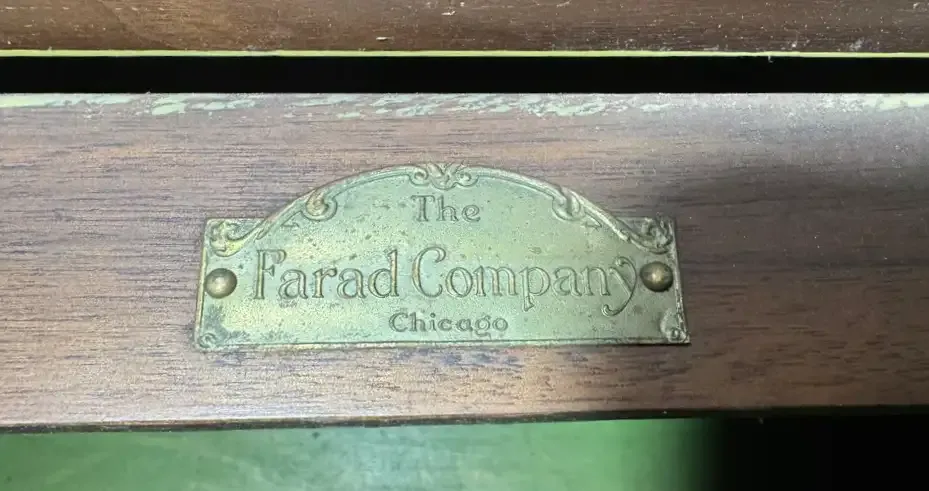 The
Farad Company
Chicago